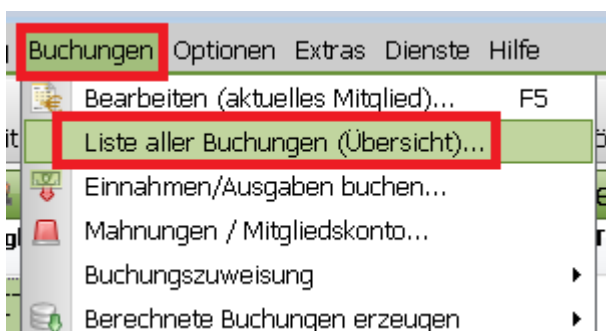 Buchungen Optionen Extras Dienste Hilfe
Bearbeiten (aktuelles Mitglied)... F5
Liste aller Buchungen (Übersicht)...
Einnahmen/Ausgaben buchen...
Mahnungen / Mitgliedskonto...
Buchungszuweisung
Berechnete Buchungen erzeugen